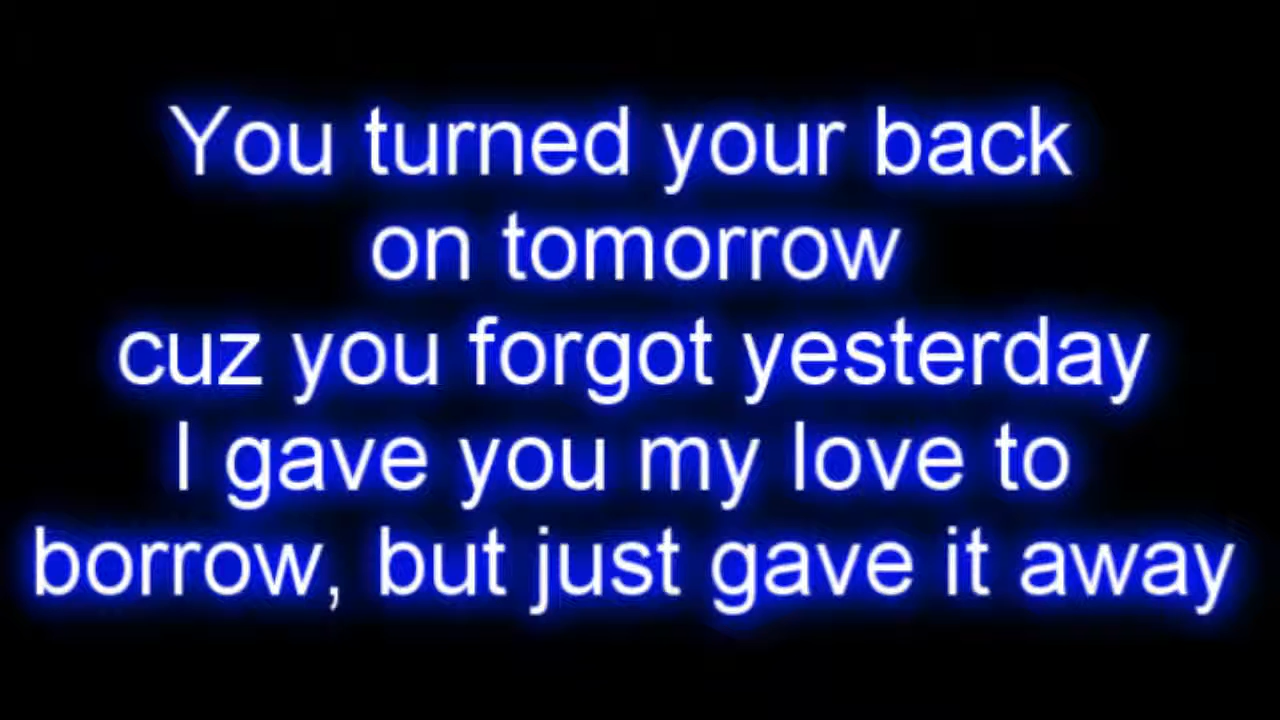 You turned your back
on tomorrow
cuz you forgot yesterday
I gave you my love to
borrow, but just gave it away